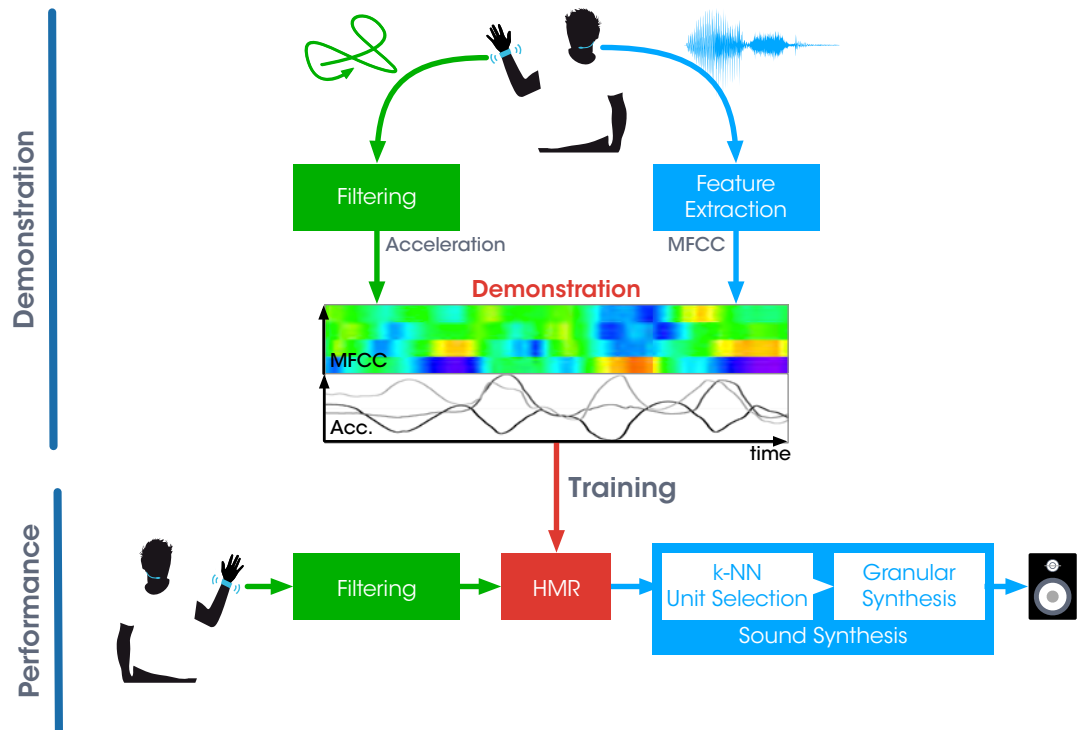 Demonstration
Filtering
Feature
Extraction
Acceleration
MFCC
Demonstration
MFCC
Acc.
time
Training
Performance
Filtering
HMR
k-NN
Unit Selection
Granular
Synthesis
Sound Synthesis